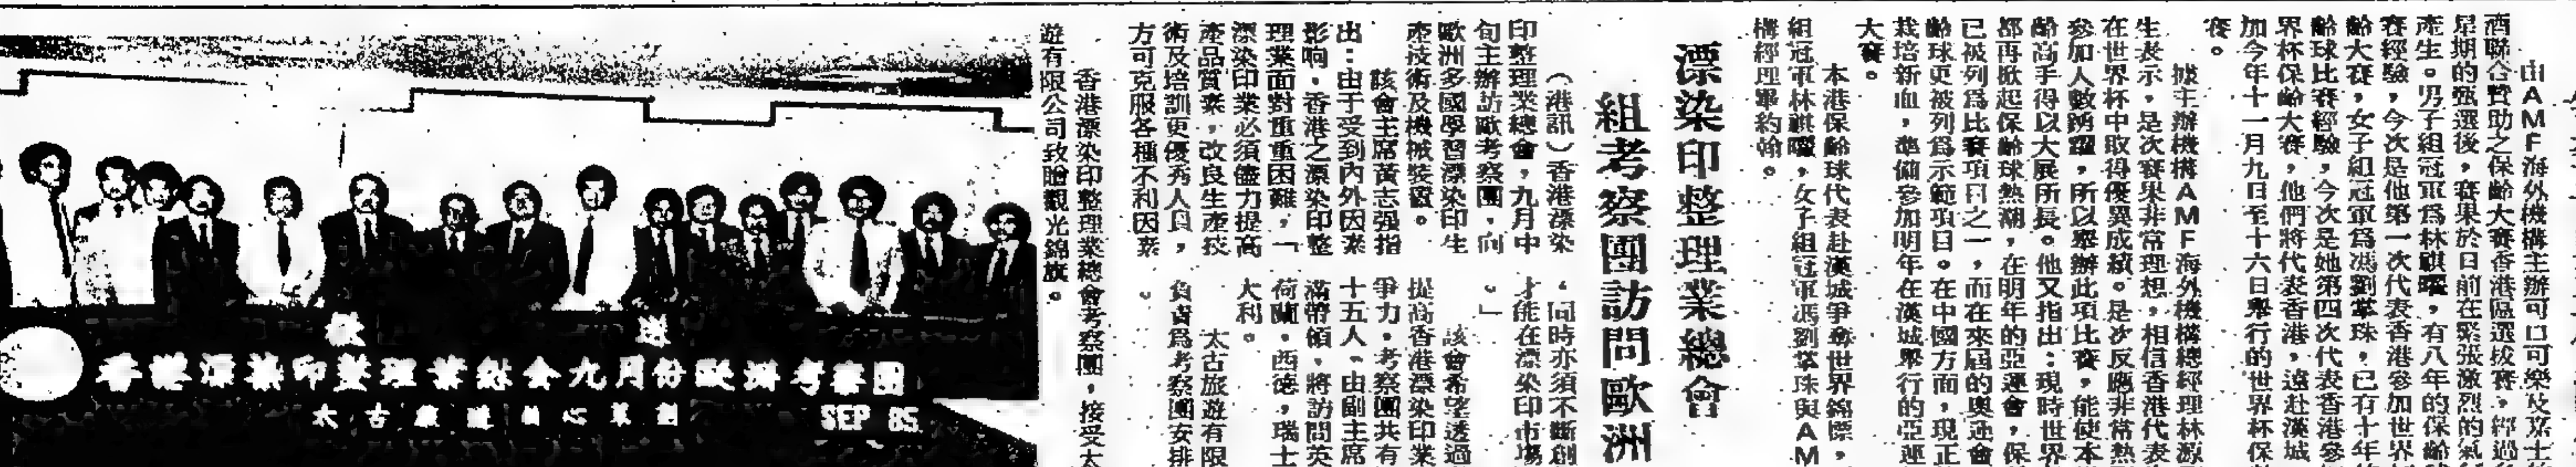 由AMF海外機構主辦可口可樂及嘉士
酒聯合贊助之保齡大賽香港區選拔賽，經過
星期的甄選後，賽果於日前在緊張激烈的氣
產生。男子組冠軍爲林麒曜，有八年的保齡
賽經驗，今次是他第一次代表香港參加世界
齡大賽，女子組冠軍爲馮劉掌珠，已有十年
齡球比賽經驗，今次是她第四次代表香港參
界杯保齡大賽，他們將代表香港，遠赴漢城
加今年十一月九日至十六日舉行的世界杯保
賽。
據主辦機構AMF海外機構總經理林源
生表示，是次賽果非常理想，相信香港代表
在世界杯中取得優異成績。是次反應非常熱
參加人數踴躍，所以舉辦此項比賽，能使本
齡高手得以大展所長。他又指出：現時世界
都再掀起保齡球熱潮，在明年的亞運會，保
已被列爲比賽項目之一，而在來屆的奧運會
齡球更被列爲示範項目。在中國方面，現正
栽培新血，準備參加明年在漢城舉行的亞運
大賽。
本港保齡球代表赴漢城爭奪世界錦標，
組冠軍林麒曜，女子組冠軍馮劉掌珠與AM
機構經理畢約翰。
漂染印整理業總會
組考察團訪問歐洲
（港訊）香港漂染
印整理業總會，九月中
旬主辦訪歐考察團，向
歐洲多國學習漂染印生
產技術及機械裝置。
該會主席黃志强指
出：由于受到內外因素
影响，香港之漂染印整
理業面對重重困難，「
漂染印業必須儘力提高
產品質素，改良生產技
術及培訓更優秀人員，
方可克服各種不利因素
，同時亦須不斷創
才能在漂染印市場
。」
該會希望透過
提高香港漂染印業
爭力，考察團共有
十五人，由副主席
滿帶領，將訪問英
荷蘭，西德，瑞士
大利。
太古旅遊有限
負責爲考察團安排
。
香港漂染印整理業總會考察團，接受太
遊有限公司致贈觀光錦旗。
歡送
香港漂染印整理業總會九月份歐洲考察團
太古旅遊精心策劃
SEP 85